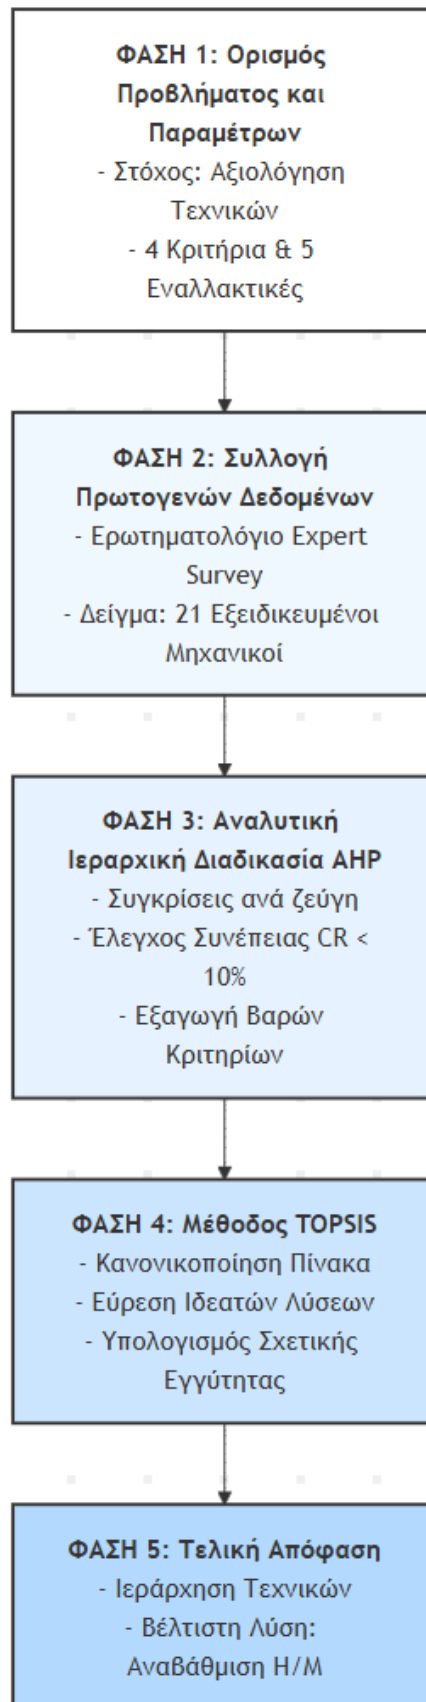 ΦΑΣΗ 1: Ορισμός
Προβλήματος και
Παραμέτρων
- Στόχος: Αξιολόγηση
Τεχνικών
- 4 Κριτήρια & 5
Εναλλακτικές
ΦΑΣΗ 2: Συλλογή
Πρωτογενών Δεδομένων
- Ερωτηματολόγιο Expert
Survey
- Δείγμα: 21 Εξειδικευμένοι
Μηχανικοί
ΦΑΣΗ 3: Αναλυτική
Ιεραρχική Διαδικασία AHP
- Συγκρίσεις ανά ζεύγη
- Έλεγχος Συνέπειας CR <
10%
- Εξαγωγή Βαρών
Κριτηρίων
ΦΑΣΗ 4: Μέθοδος TOPSIS
- Κανονικοποίηση Πίνακα
- Εύρεση Ιδεατών Λύσεων
- Υπολογισμός Σχετικής
Εγγύτητας
ΦΑΣΗ 5: Τελική Απόφαση
- Ιεράρχηση Τεχνικών
- Βέλτιστη Λύση:
Αναβάθμιση Η/Μ